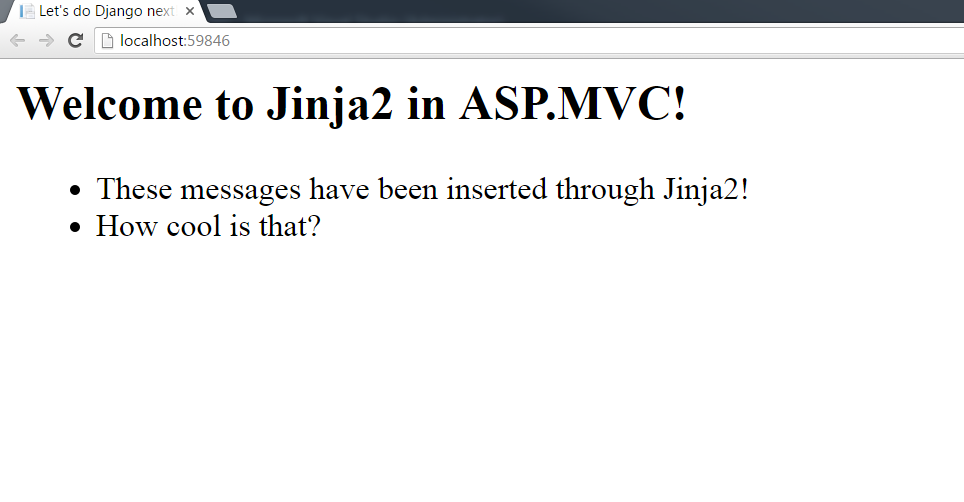 Let's do Django next
localhost:59846
Welcome to Jinja2 in ASP.MVC!
These messages have been inserted through Jinja2!
How cool is that?